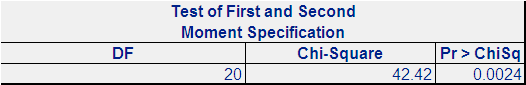 Test of First and Second
Moment Specification
DF Chi-Square Pr > ChiSq
20 42.42 0.0024